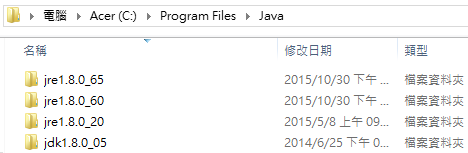 電腦 ▸ Acer (C:) ▸ Program Files ▸ Java
名稱 修改日期 類型
jre1.8.0_65 2015/10/30 下午 ... 檔案資料夾
jre1.8.0_60 2015/10/30 下午 ... 檔案資料夾
jre1.8.0_20 2015/5/8 上午 09... 檔案資料夾
jdk1.8.0_05 2014/6/25 下午 0... 檔案資料夾